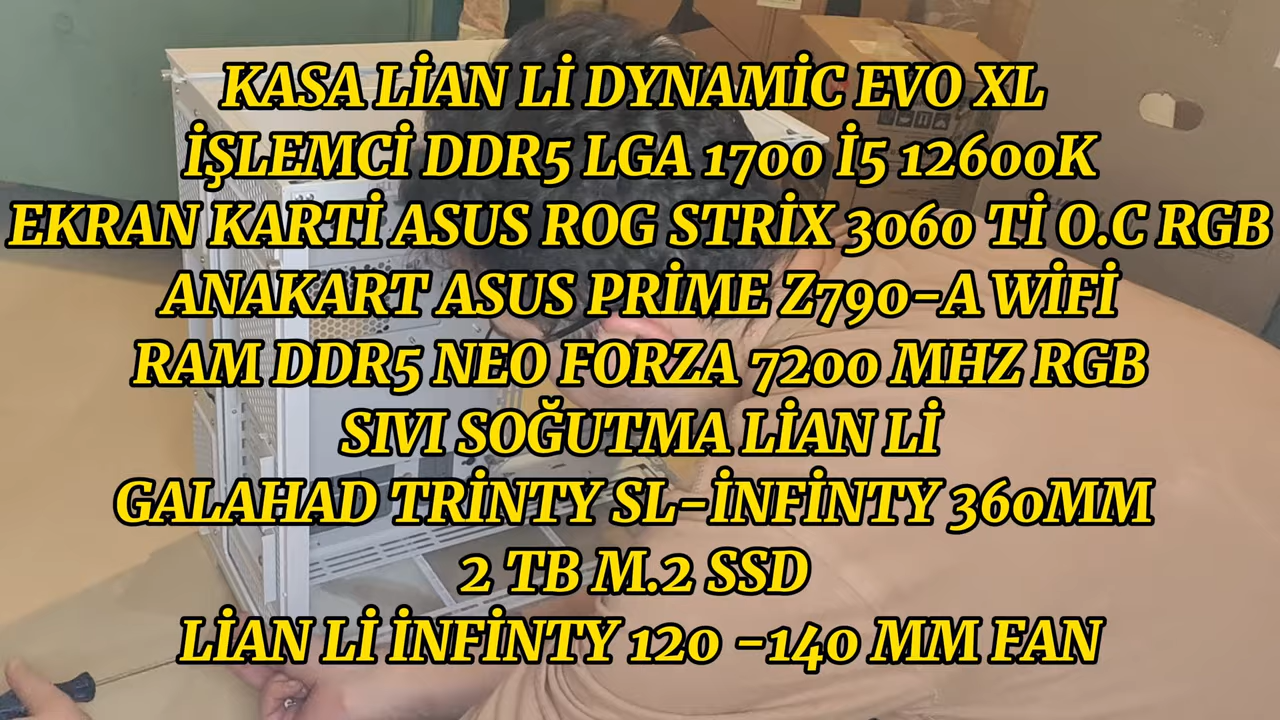 KASA LİAN Lİ DYNAMİC EVO XL
İŞLEMCİ DDR5 LGA 1700 İ5 12600K
EKRAN KARTİ ASUS ROG STRİX 3060 Tİ O.C RGB
ANAKART ASUS PRİME Z790-A WİFİ
RAM DDR5 NEO FORZA 7200 MHZ RGB
SIVI SOĞUTMA LİAN Lİ
GALAHAD TRİNTY SL-İNFİNTY 360MM
2 TB M.2 SSD
LİAN Lİ İNFİNTY 120 -140 MM FAN